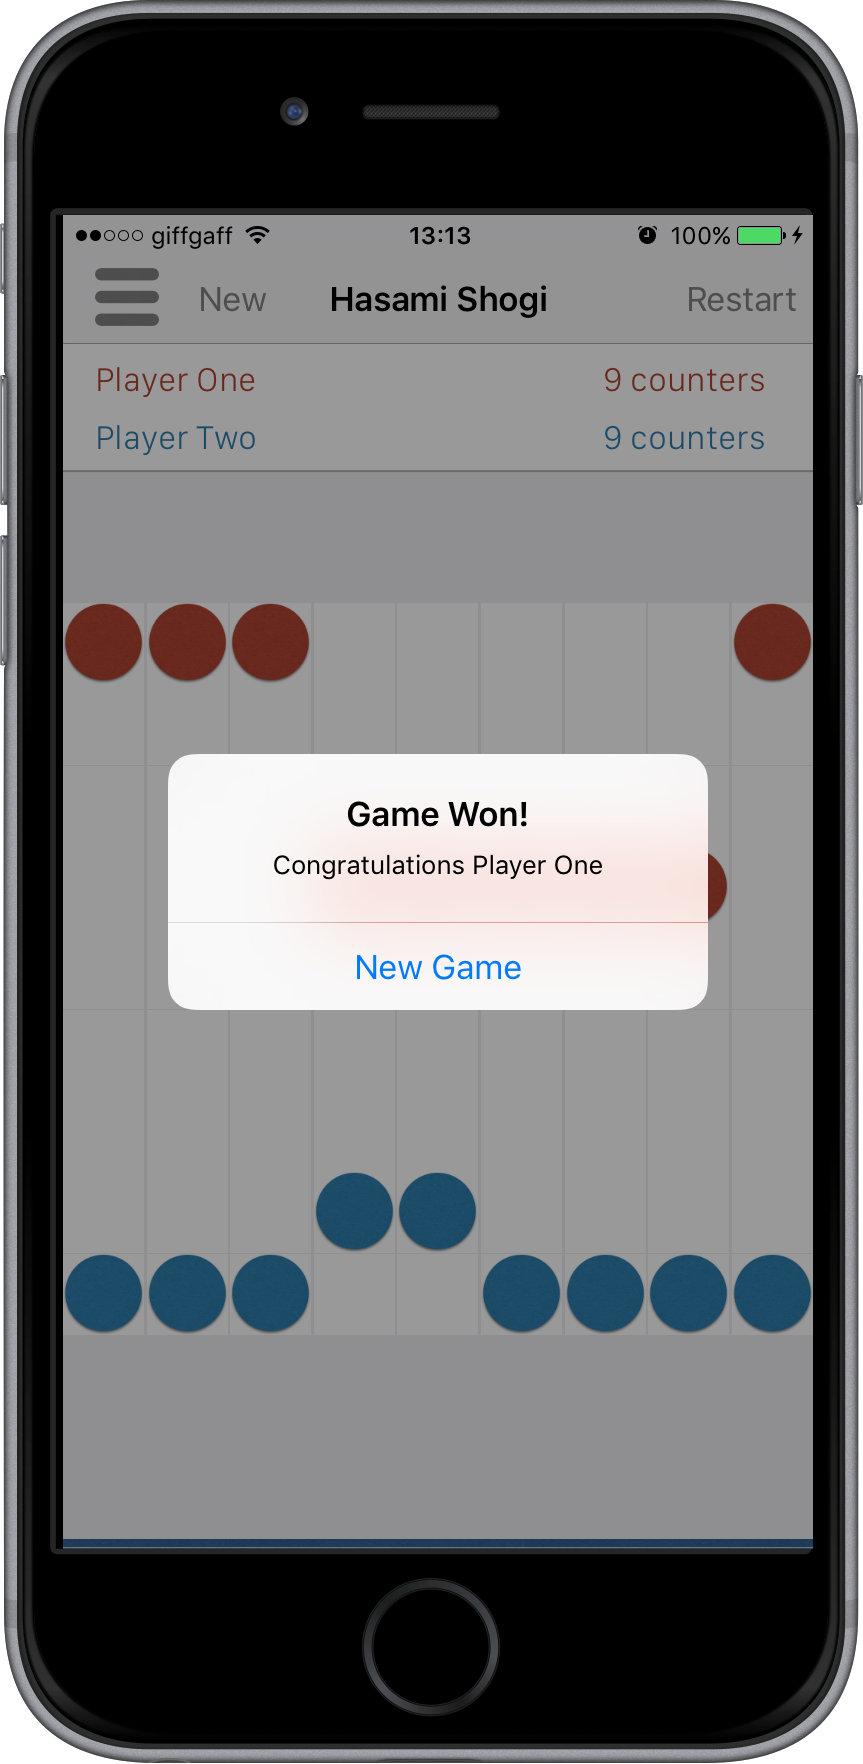 giffgaff 13:13 100%
New Hasami Shogi Restart
Player One 9 counters
Player Two 9 counters
Game Won!
Congratulations Player One
New Game